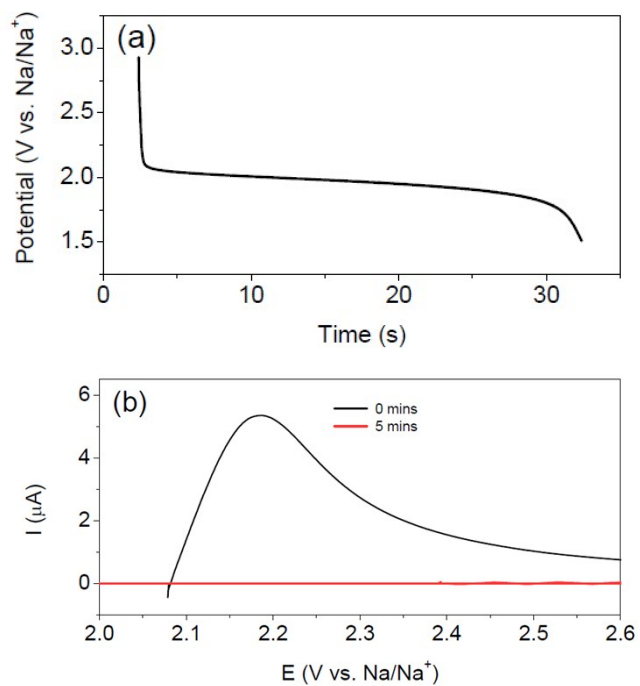 (a)
Potential (V vs. Na/Na⁺)
3.0
2.5
2.0
1.5
0 10 20 30
Time (s)
(b)
0 mins
5 mins
I (μA)
6
4
2
0
2.0 2.1 2.2 2.3 2.4 2.5 2.6
E (V vs. Na/Na⁺)